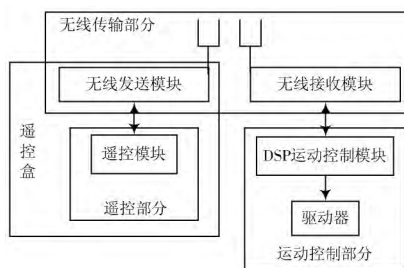 无线传输部分
无线发送模块
无线接收模块
遥控盒
遥控模块
遥控部分
DSP运动控制模块
驱动器
运动控制部分